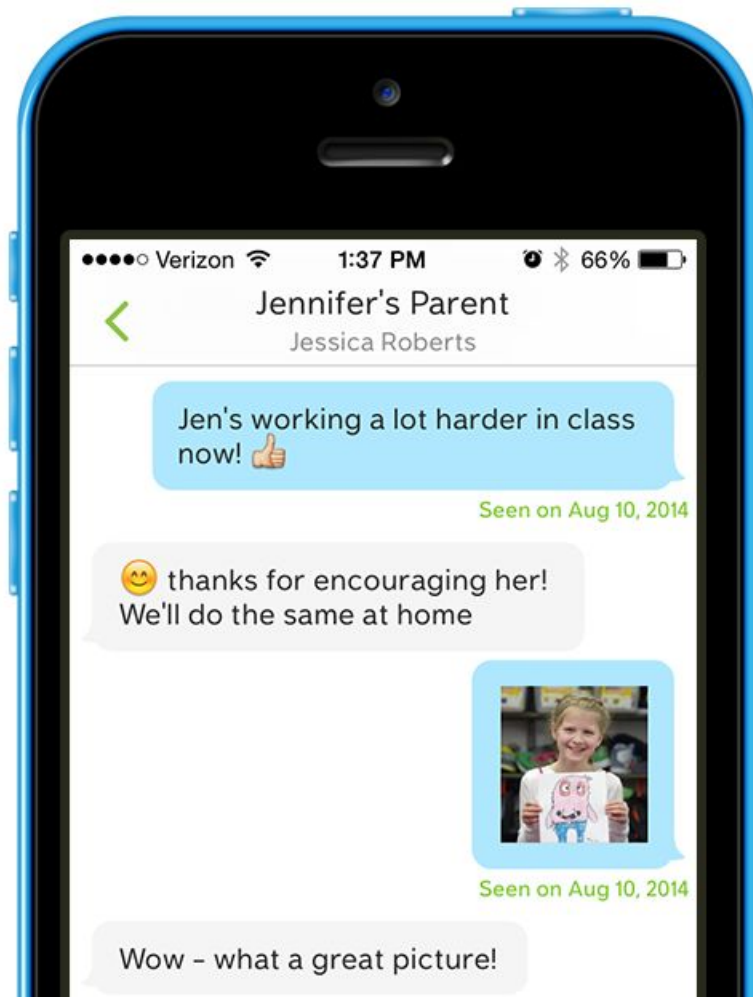 Verizon 1:37 PM 66%
Jennifer's Parent
Jessica Roberts
Jen's working a lot harder in class
now! 👍
Seen on Aug 10, 2014
😊 thanks for encouraging her!
We'll do the same at home
Seen on Aug 10, 2014
Wow – what a great picture!